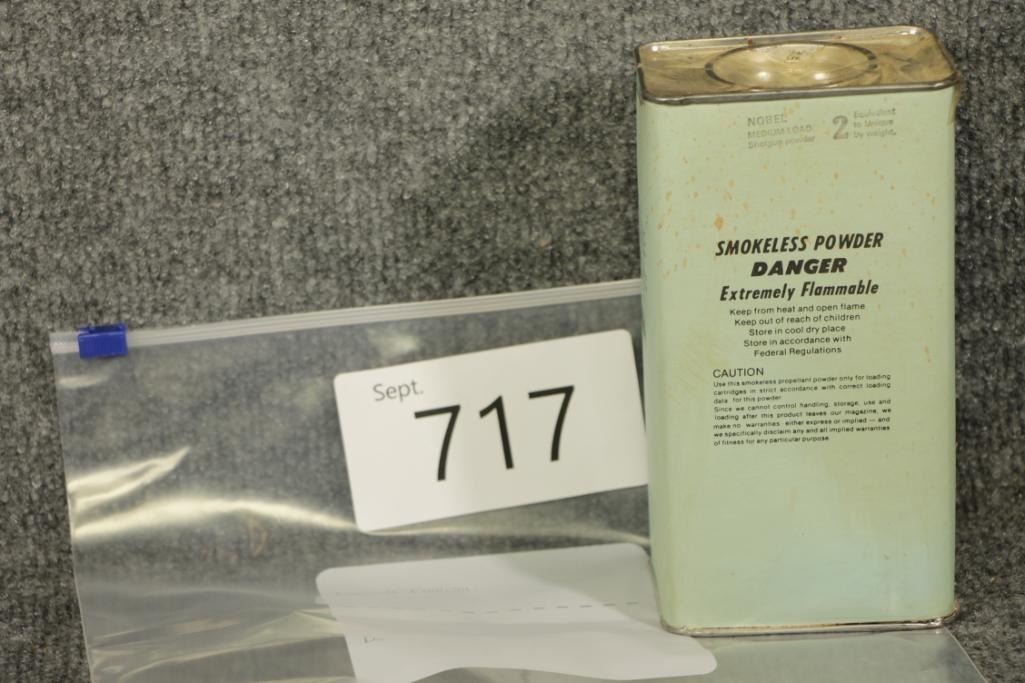 NOBEL
MEDIUM LOAD
Shotgun powder
2
Equivalent
to Unique
by weight.
SMOKELESS POWDER
DANGER
Extremely Flammable
Keep from heat and open flame
Keep out of reach of children
Store in cool dry place
Store in accordance with
Federal Regulations
CAUTION
Use this smokeless propellant powder only for loading
cartridges in strict accordance with correct loading
data for this powder.
Since we cannot control handling, storage, use and
loading after this product leaves our magazine, we
make no warranties either express or implied — and
we specifically disclaim any and all implied warranties
of fitness for any particular purpose.
Sept.
717